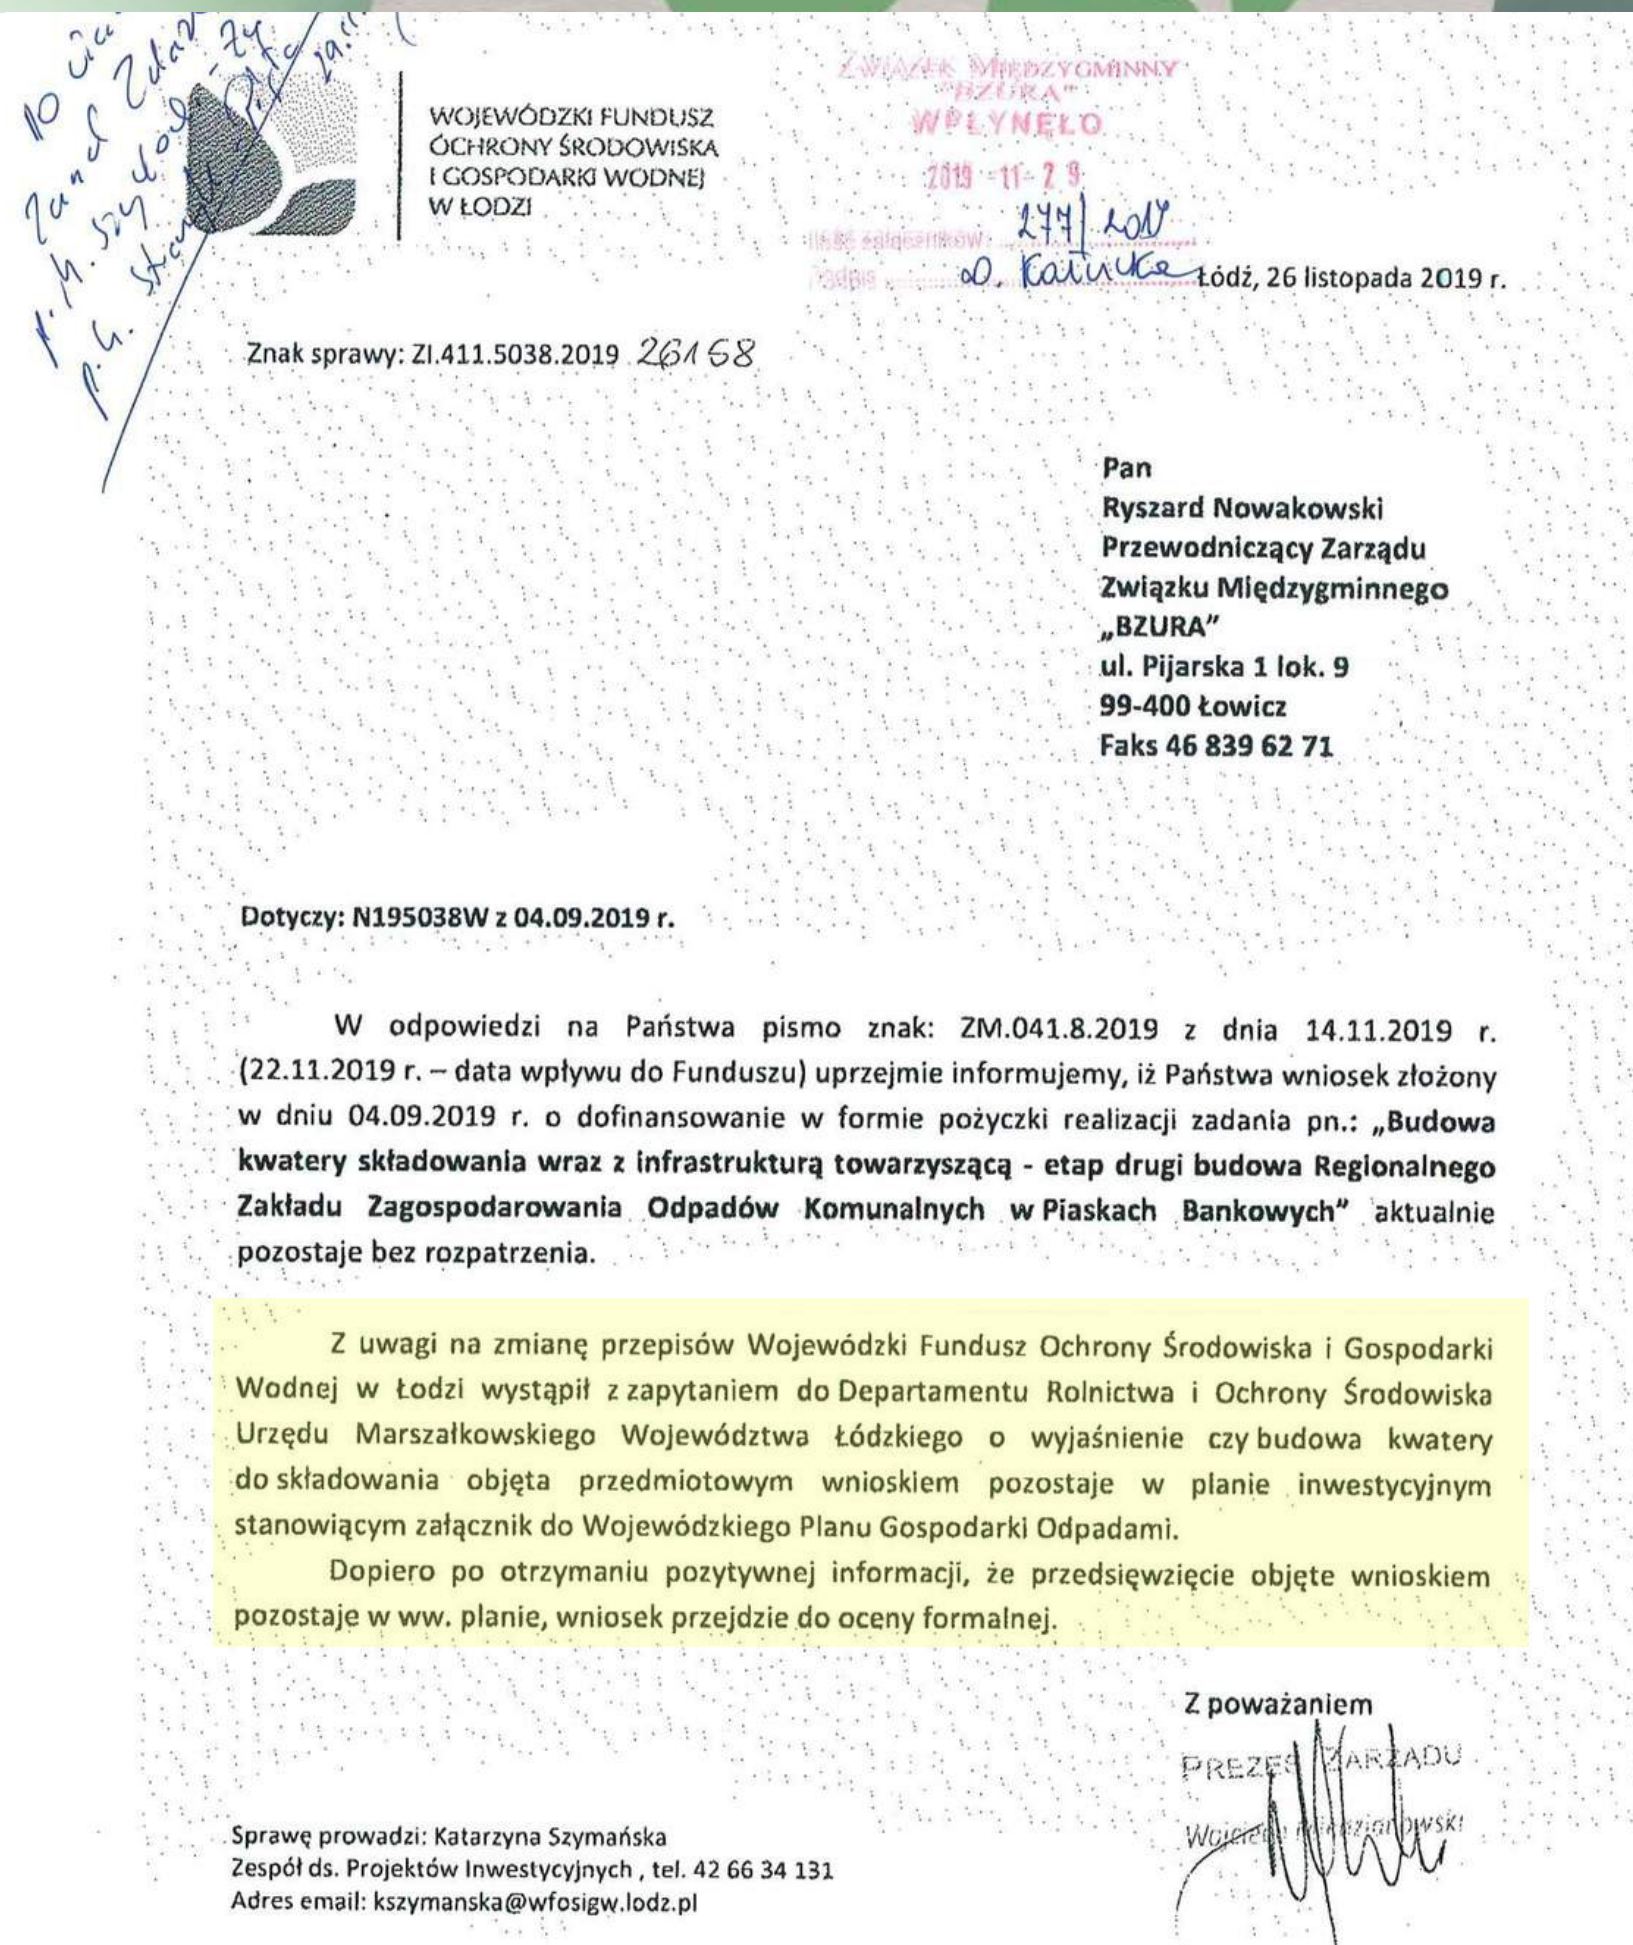 WOJEWÓDZKI FUNDUSZ
OCHRONY ŚRODOWISKA
I GOSPODARKI WODNEJ
W ŁODZI
ZWIĄZEK MIĘDZYGMINNY
"BZURA"
WPŁYNĘŁO
2019 -11- 29
Ilość załączników: 277/2019
Podpis
Łódź, 26 listopada 2019 r.
Znak sprawy: ZI.411.5038.2019 26168
Pan
Ryszard Nowakowski
Przewodniczący Zarządu
Związku Międzygminnego
„BZURA”
ul. Pijarska 1 lok. 9
99-400 Łowicz
Faks 46 839 62 71
Dotyczy: N195038W z 04.09.2019 r.
W odpowiedzi na Państwa pismo znak: ZM.041.8.2019 z dnia 14.11.2019 r.
(22.11.2019 r. – data wpływu do Funduszu) uprzejmie informujemy, iż Państwa wniosek złożony
w dniu 04.09.2019 r. o dofinansowanie w formie pożyczki realizacji zadania pn.: „Budowa
kwatery składowania wraz z infrastrukturą towarzyszącą - etap drugi budowa Regionalnego
Zakładu Zagospodarowania Odpadów Komunalnych w Piaskach Bankowych” aktualnie
pozostaje bez rozpatrzenia.
Z uwagi na zmianę przepisów Wojewódzki Fundusz Ochrony Środowiska i Gospodarki
Wodnej w Łodzi wystąpił z zapytaniem do Departamentu Rolnictwa i Ochrony Środowiska
Urzędu Marszałkowskiego Województwa Łódzkiego o wyjaśnienie czy budowa kwatery
do składowania objęta przedmiotowym wnioskiem pozostaje w planie inwestycyjnym
stanowiącym załącznik do Wojewódzkiego Planu Gospodarki Odpadami.
Dopiero po otrzymaniu pozytywnej informacji, że przedsięwzięcie objęte wnioskiem
pozostaje w ww. planie, wniosek przejdzie do oceny formalnej.
Z poważaniem
PREZES ZARZĄDU
Wojciech
Sprawę prowadzi: Katarzyna Szymańska
Zespół ds. Projektów Inwestycyjnych , tel. 42 66 34 131
Adres email: kszymanska@wfosigw.lodz.pl